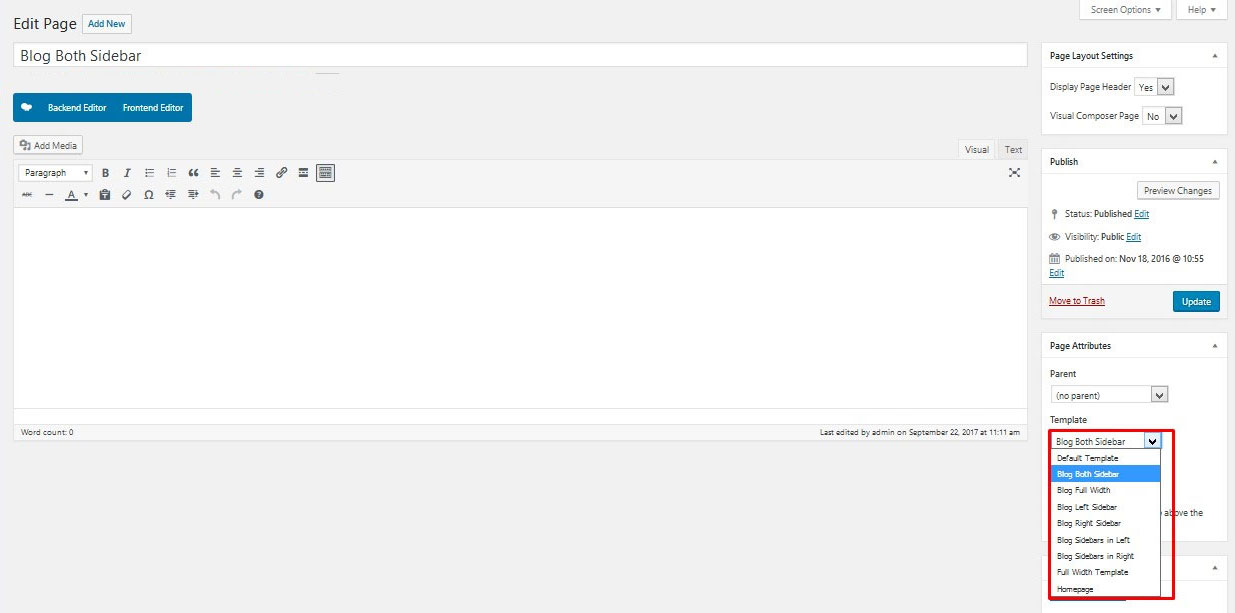 Screen Options ▼ Help ▼
Edit Page Add New
Blog Both Sidebar
Backend Editor Frontend Editor
Add Media
Visual Text
Paragraph
B I
ABC A Ω
Word count: 0 Last edited by admin on September 22, 2017 at 11:11 am
Page Layout Settings
Display Page Header Yes
Visual Composer Page No
Publish
Preview Changes
Status: Published Edit
Visibility: Public Edit
Published on: Nov 18, 2016 @ 10:55
Edit
Move to Trash Update
Page Attributes
Parent
(no parent)
Template
Blog Both Sidebar
Default Template
Blog Both Sidebar
Blog Full Width
Blog Left Sidebar
above the
Blog Right Sidebar
Blog Sidebars in Left
Blog Sidebars in Right
Full Width Template
Homepage